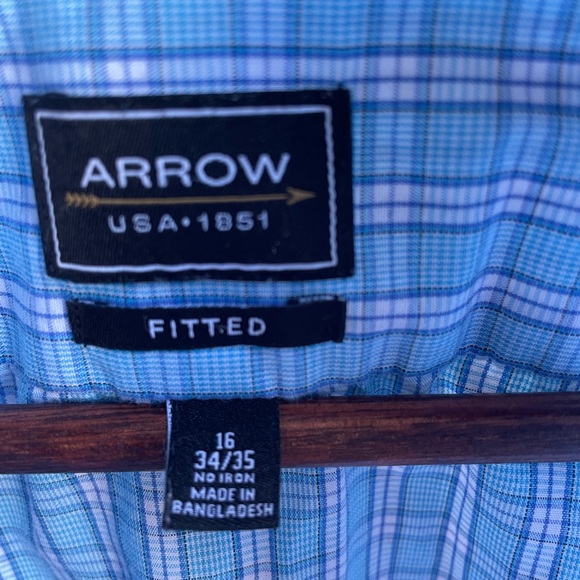 ARROW
USA•1851
FITTED
16
34/35
NO IRON
MADE IN
BANGLADESH